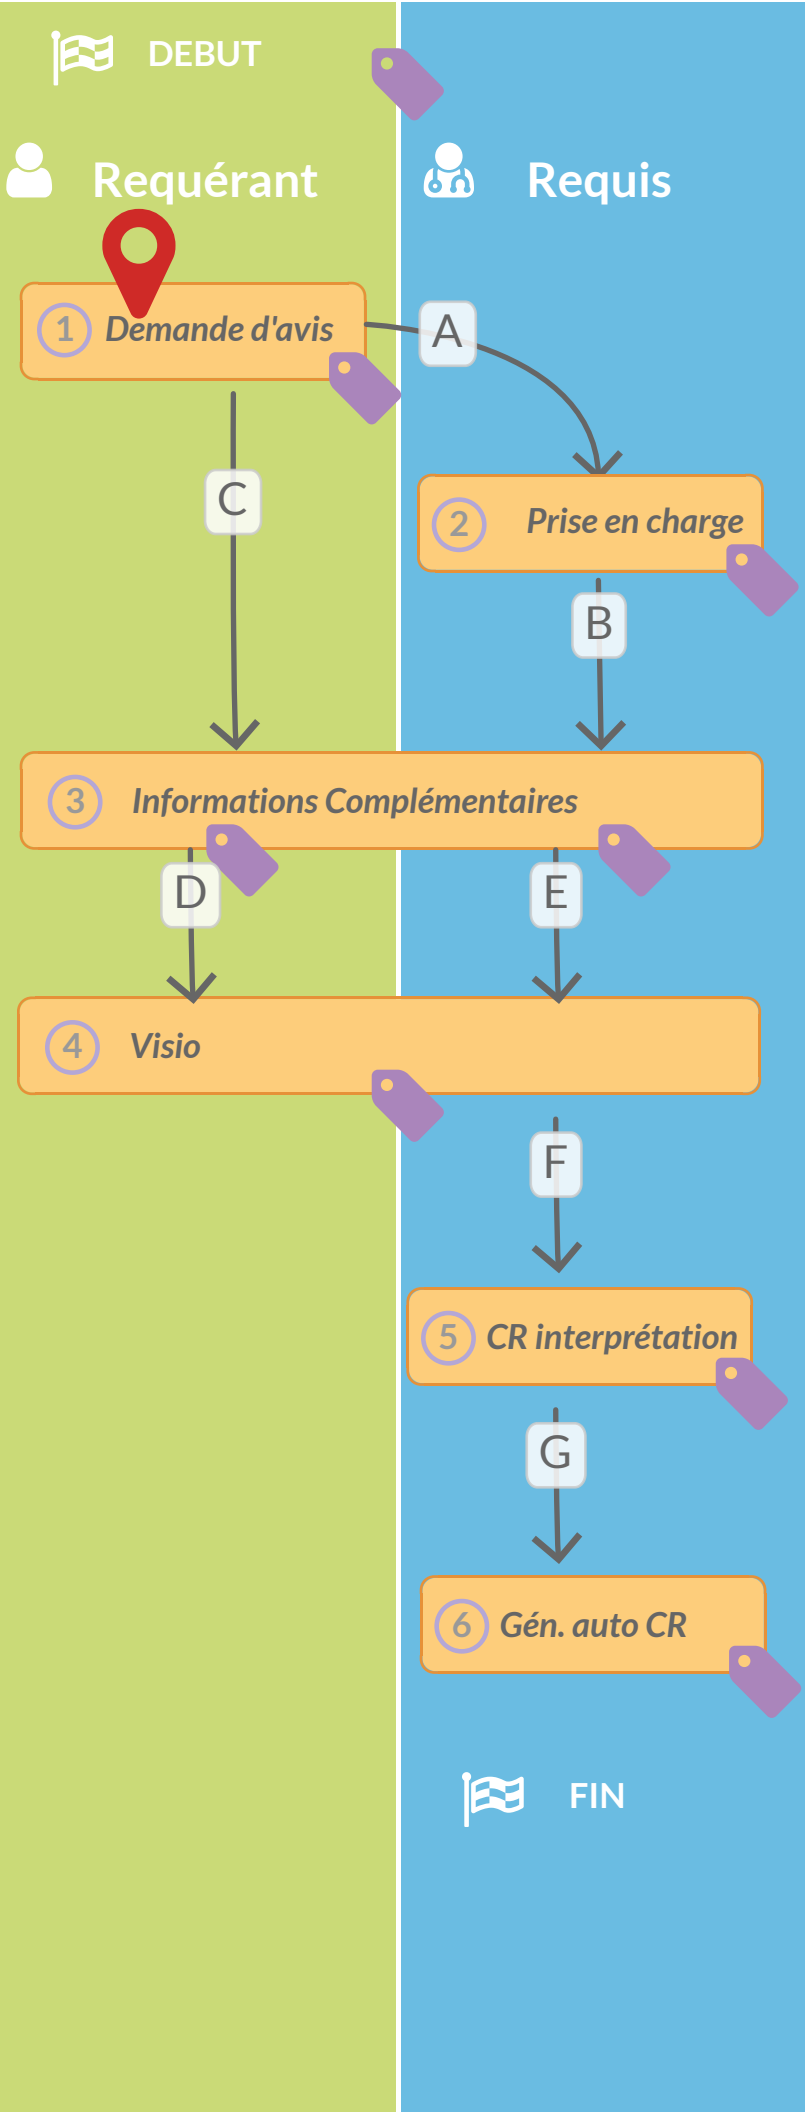 DEBUT
Requérant
Requis
1 Demande d'avis
A
C
2 Prise en charge
B
3 Informations Complémentaires
D
E
4 Visio
F
5 CR interprétation
G
6 Gén. auto CR
FIN